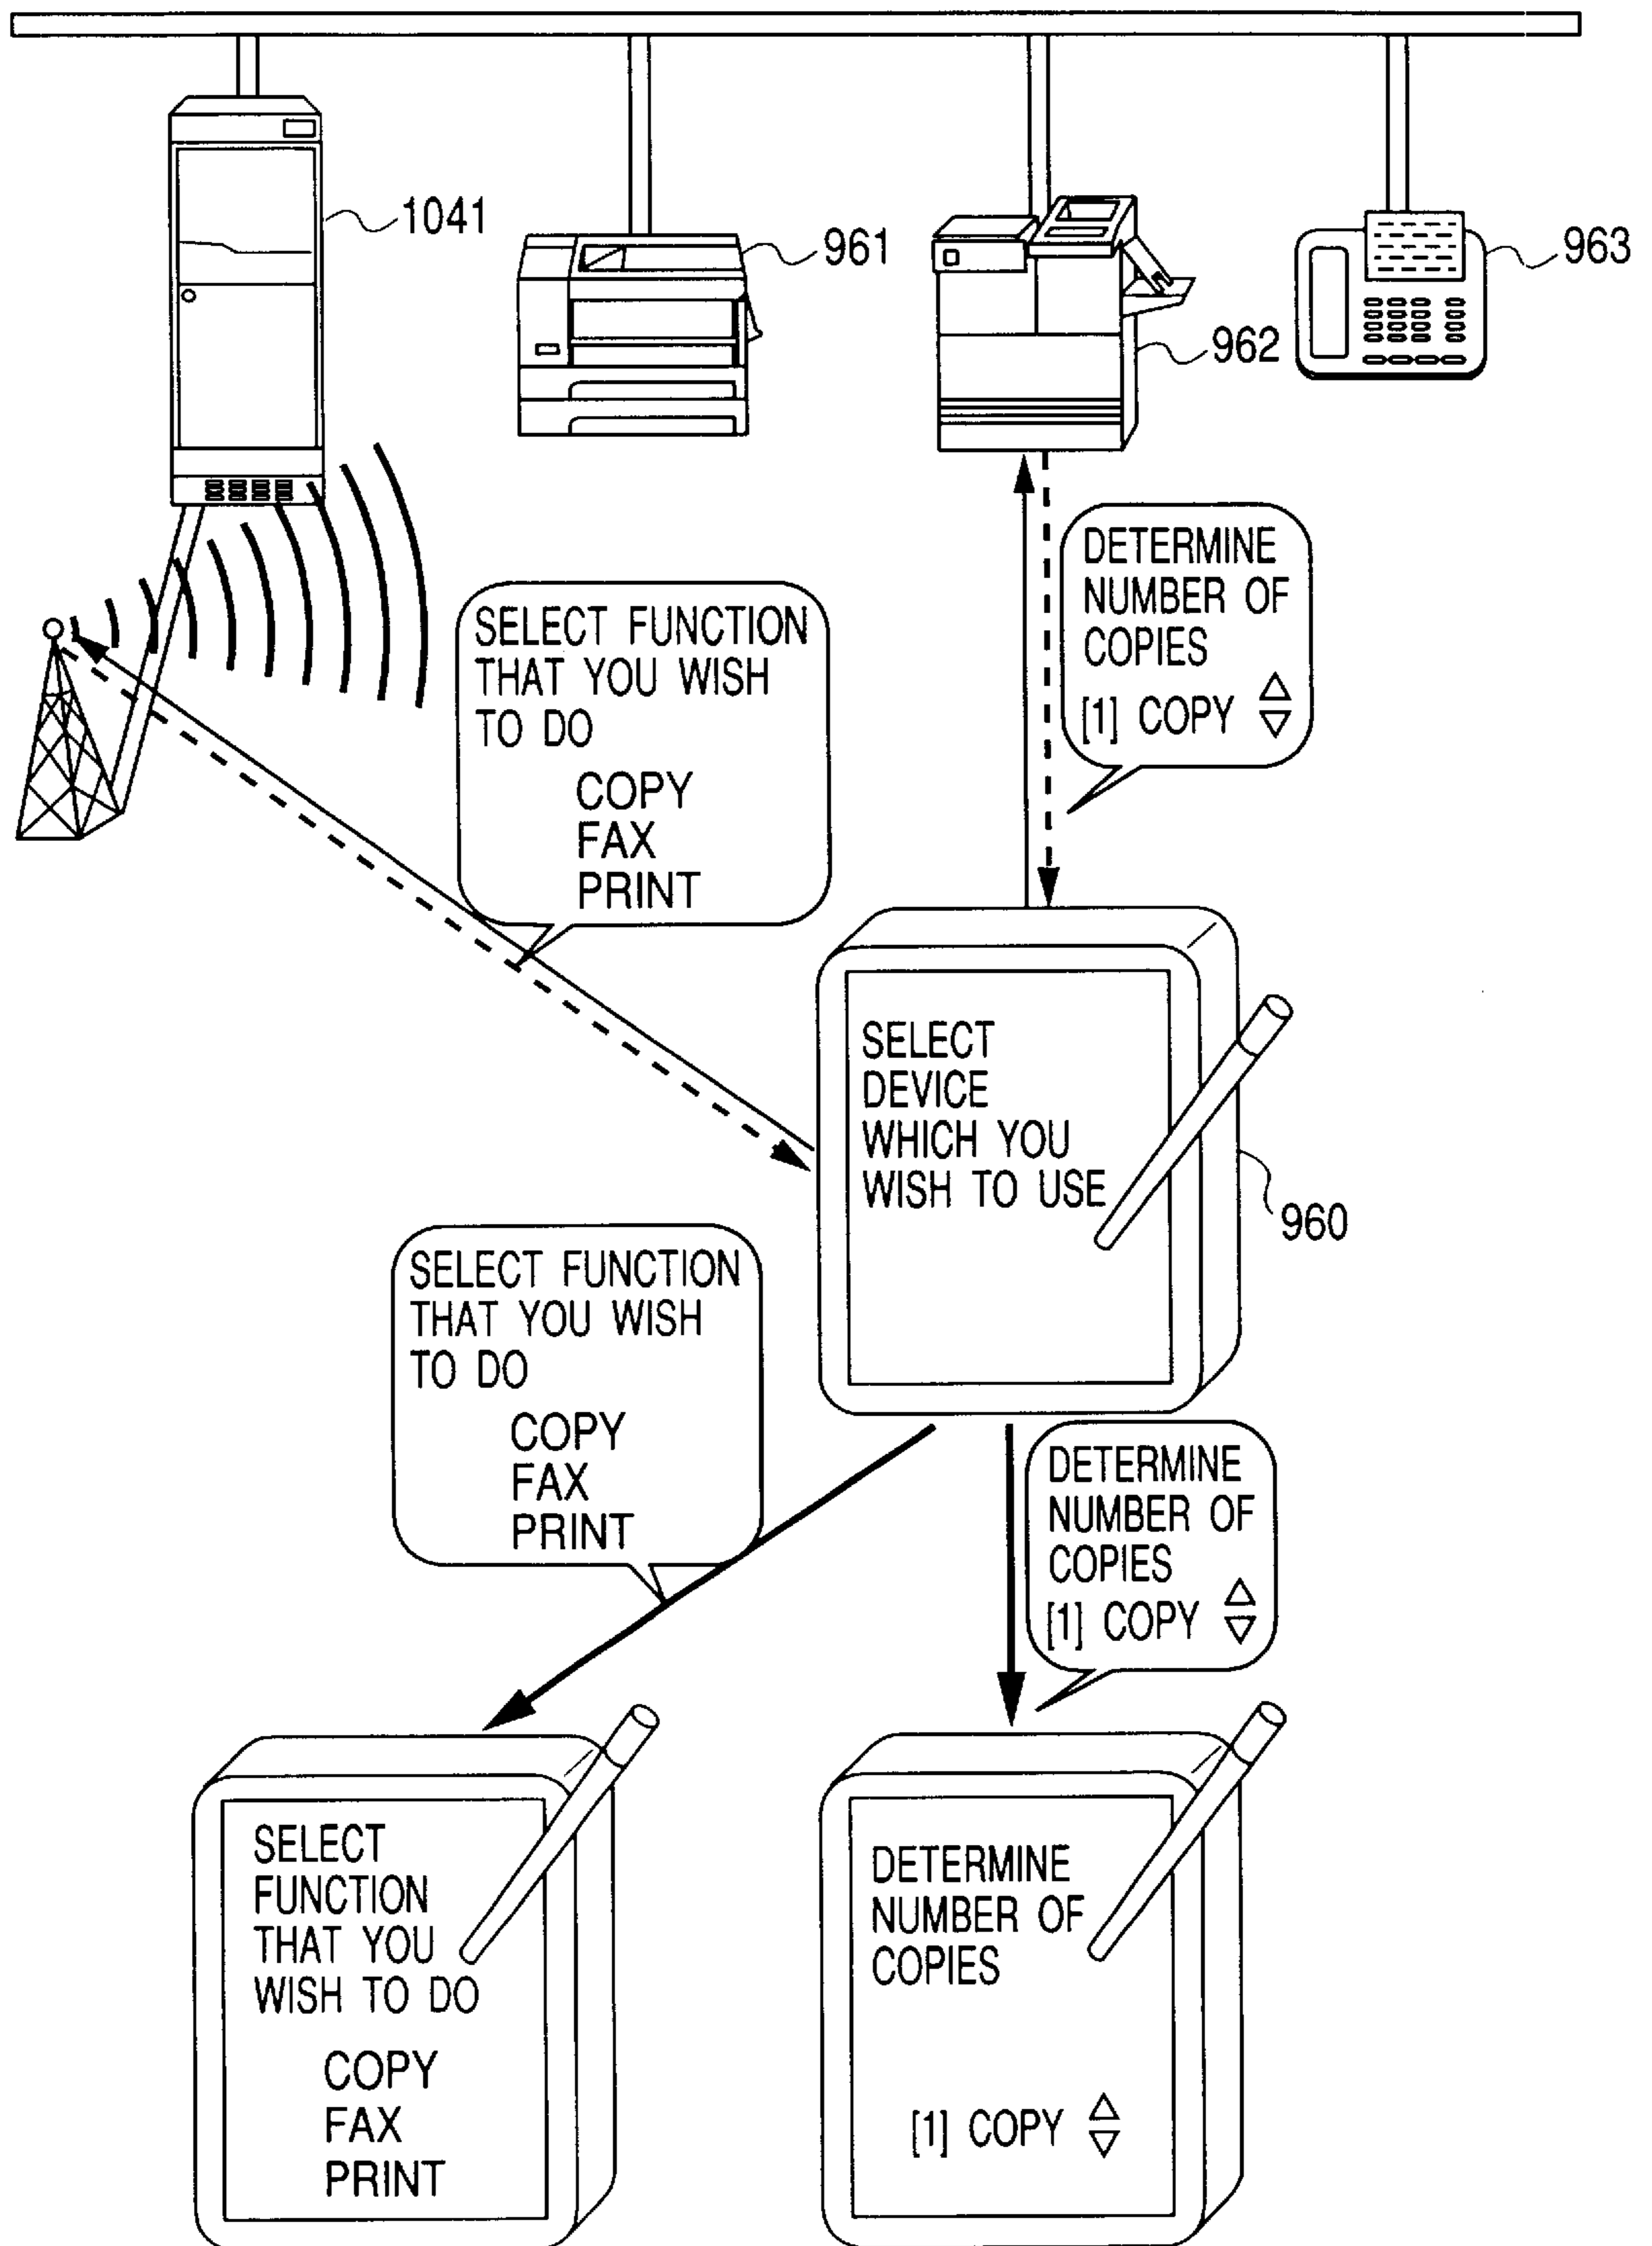 1041
961
962
963
DETERMINE
NUMBER OF
COPIES
[1] COPY △▽
SELECT FUNCTION
THAT YOU WISH
TO DO
COPY
FAX
PRINT
SELECT
DEVICE
WHICH YOU
WISH TO USE
960
SELECT FUNCTION
THAT YOU WISH
TO DO
COPY
FAX
PRINT
DETERMINE
NUMBER OF
COPIES
[1] COPY △▽
SELECT
FUNCTION
THAT YOU
WISH TO DO
COPY
FAX
PRINT
DETERMINE
NUMBER OF
COPIES
[1] COPY △▽